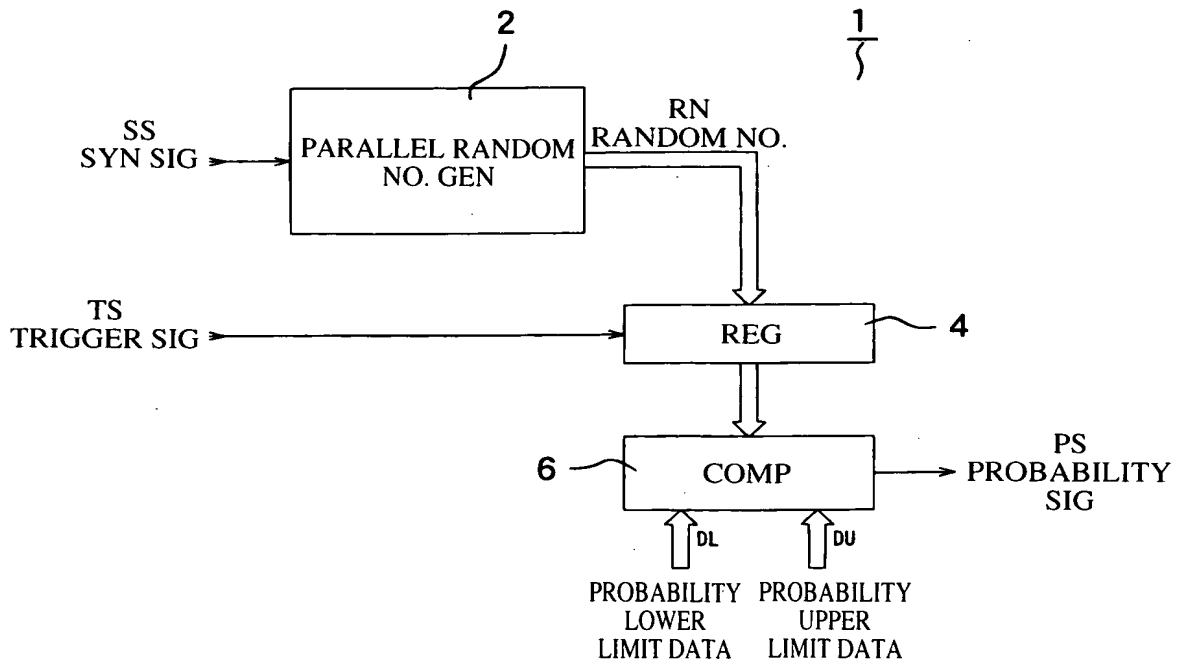 2
1
SS
SYN SIG
PARALLEL RANDOM
NO. GEN
RN
RANDOM NO.
TS
TRIGGER SIG
REG
4
6
COMP
PS
PROBABILITY
SIG
DL
DU
PROBABILITY
LOWER
LIMIT DATA
PROBABILITY
UPPER
LIMIT DATA